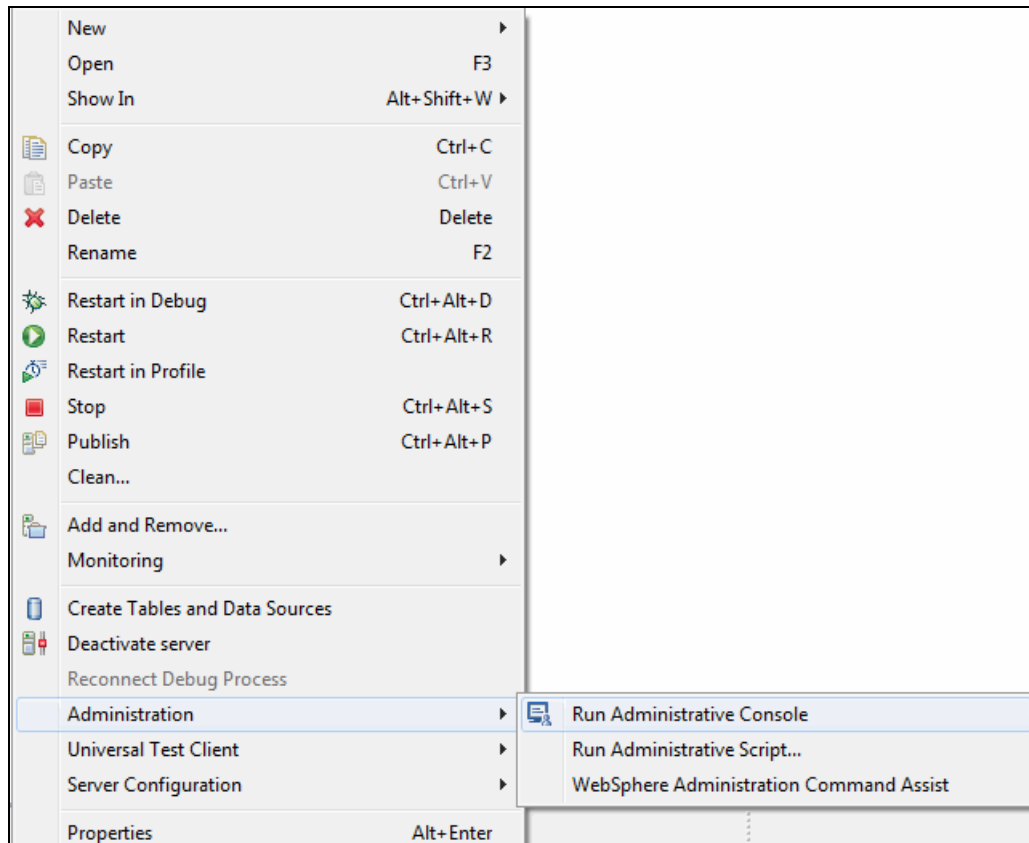 New
Open F3
Show In Alt+Shift+W
Copy Ctrl+C
Paste Ctrl+V
Delete Delete
Rename F2
Restart in Debug Ctrl+Alt+D
Restart Ctrl+Alt+R
Restart in Profile
Stop Ctrl+Alt+S
Publish Ctrl+Alt+P
Clean...
Add and Remove...
Monitoring
Create Tables and Data Sources
Deactivate server
Reconnect Debug Process
Administration Run Administrative Console
Universal Test Client Run Administrative Script...
Server Configuration WebSphere Administration Command Assist
Properties Alt+Enter